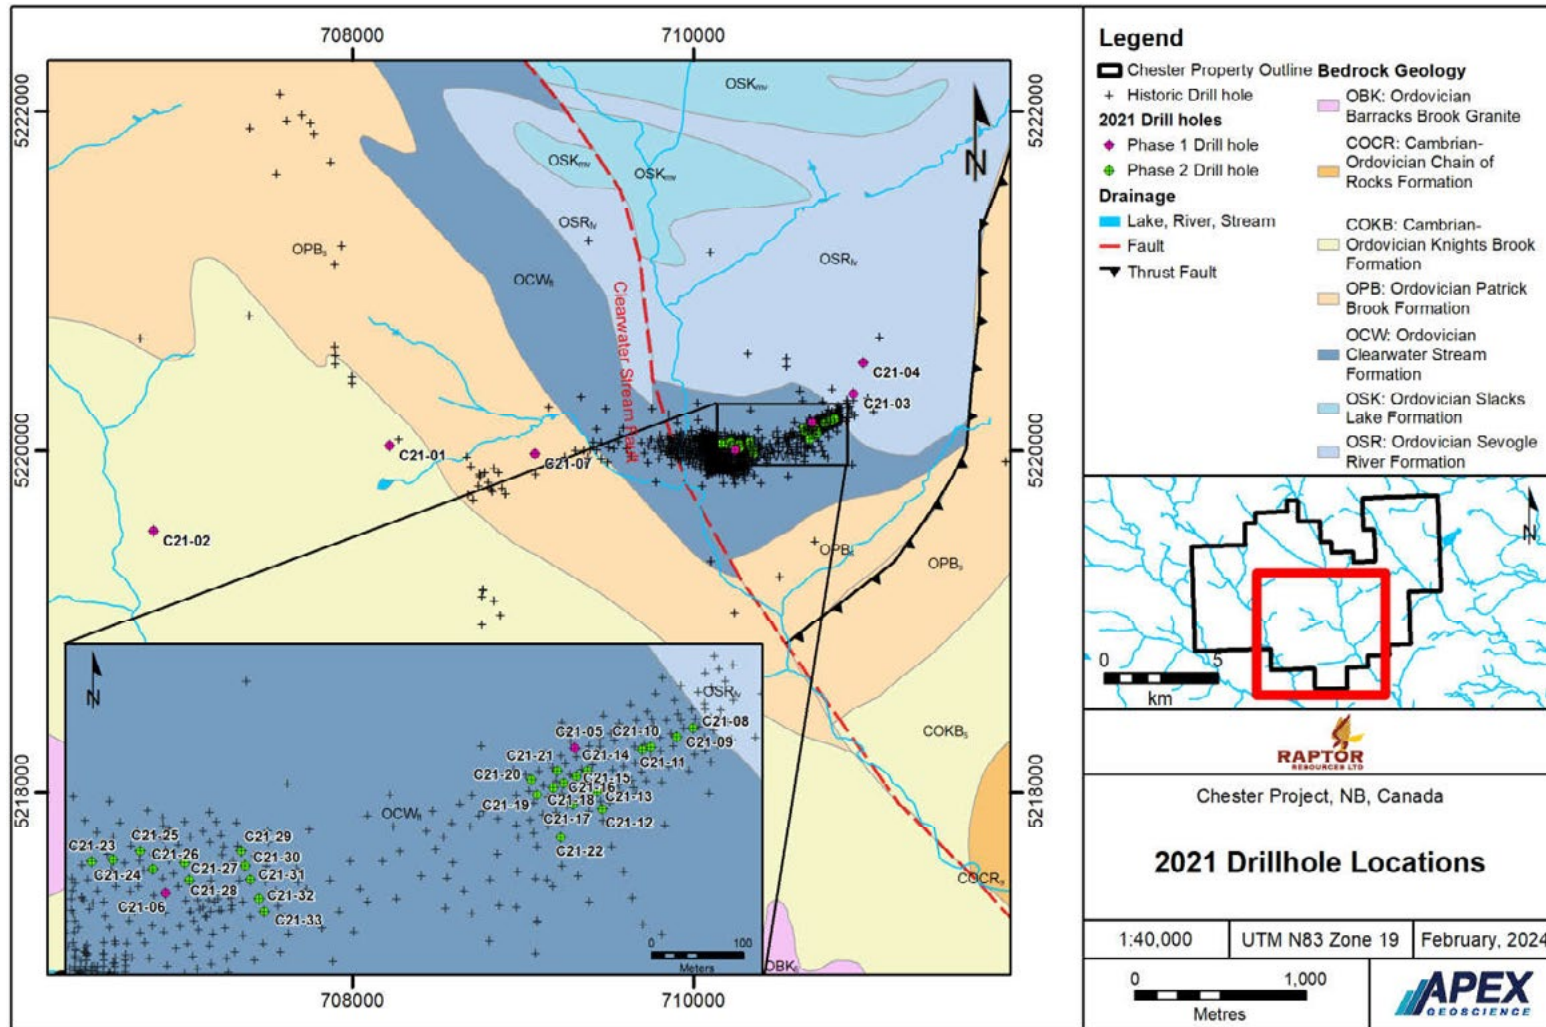 708000
710000
5222000
5222000
5220000
5220000
5218000
5218000
708000
710000
N
OSKmv
OSKmv
OSKmv
OSRfv
OPBs
OCWft
OSRfv
Clearwater Stream Fault
C21-04
C21-03
C21-01
C21-07
C21-02
OPBs
OPBs
COKBs
COCRs
N
OSRfv
C21-08
C21-05
C21-10
C21-09
C21-21
C21-14
C21-11
C21-20
C21-15
C21-16
C21-19
C21-18
C21-13
C21-17
C21-12
C21-22
OCWft
C21-25
C21-29
C21-23
C21-26
C21-30
C21-24
C21-27
C21-31
C21-28
C21-32
C21-06
C21-33
0 100
Meters
Legend
Chester Property Outline
Historic Drill hole
2021 Drill holes
Phase 1 Drill hole
Phase 2 Drill hole
Drainage
Lake, River, Stream
Fault
Thrust Fault
Bedrock Geology
OBK: Ordovician
Barracks Brook Granite
COCR: Cambrian-
Ordovician Chain of
Rocks Formation
COKB: Cambrian-
Ordovician Knights Brook
Formation
OPB: Ordovician Patrick
Brook Formation
OCW: Ordovician
Clearwater Stream
Formation
OSK: Ordovician Slacks
Lake Formation
OSR: Ordovician Sevogle
River Formation
N
0 5
km
RAPTOR
RESOURCES LTD
Chester Project, NB, Canada
2021 Drillhole Locations
1:40,000
UTM N83 Zone 19
February, 2024
0 1,000
Metres
APEX
GEOSCIENCE